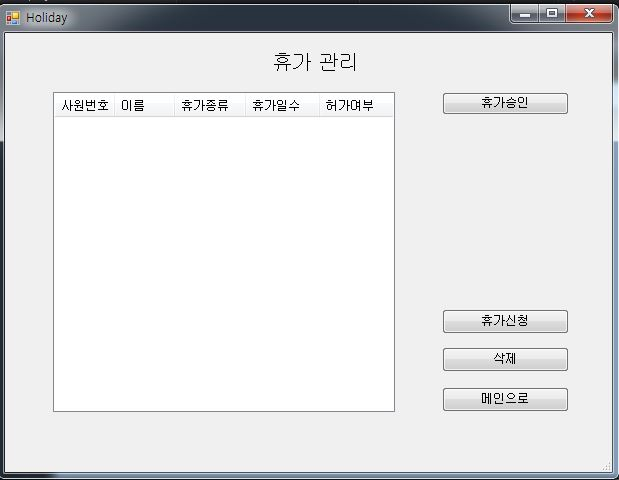 Holiday
휴가 관리
사원번호 이름 휴가종류 휴가일수 허가여부
휴가승인
휴가신청
삭제
메인으로